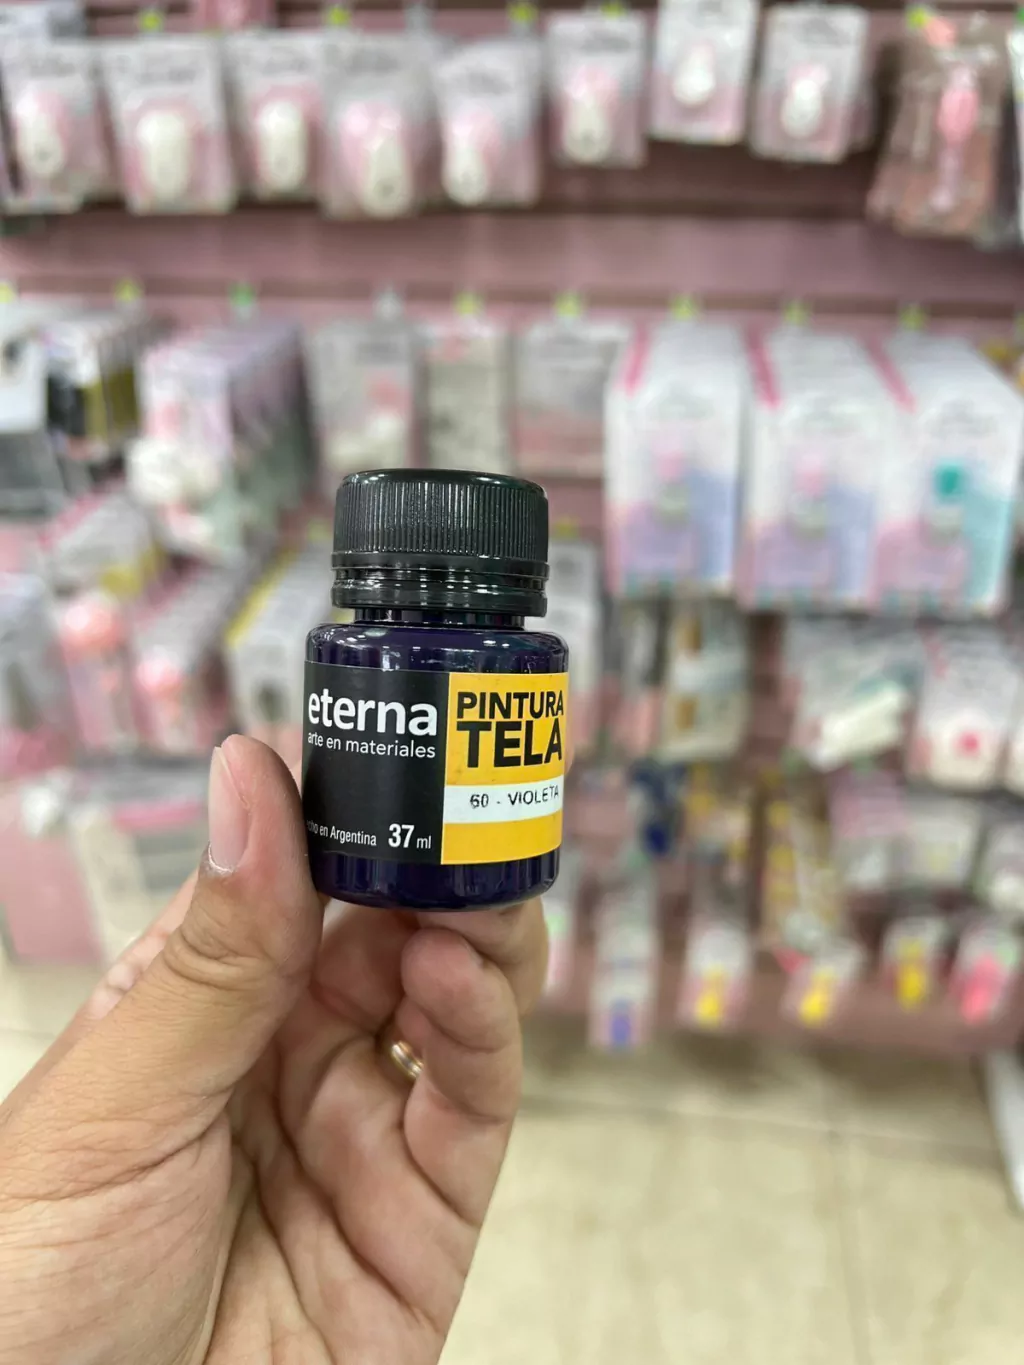 eterna
arte en materiales
PINTURA
TELA
60 - VIOLETA
en Argentina 37 ml